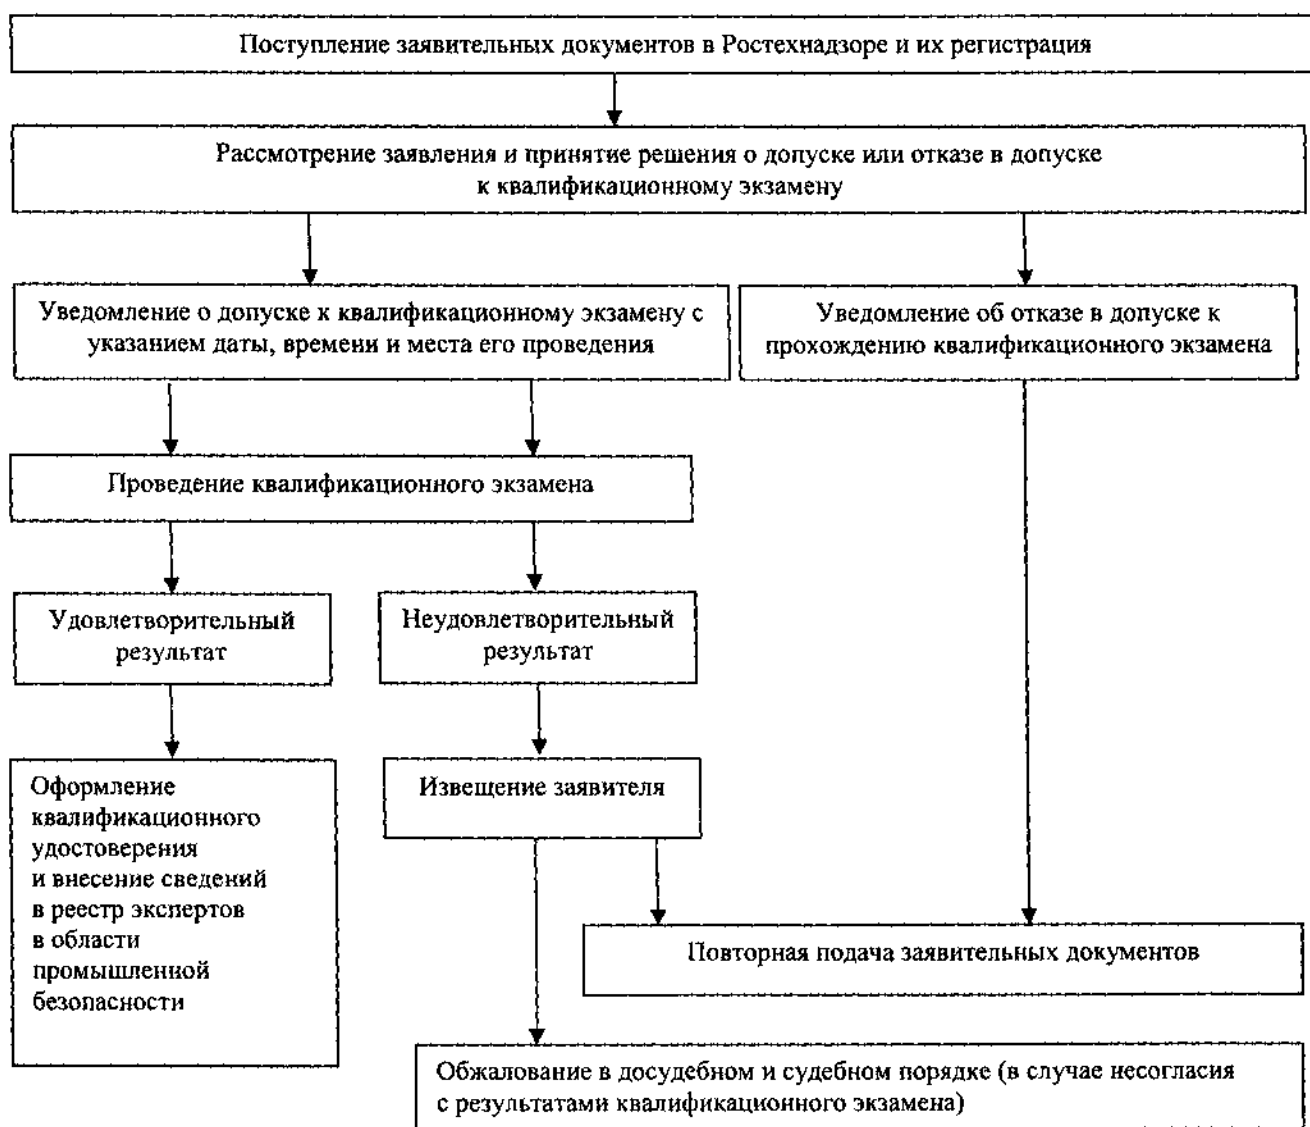 Поступление заявительных документов в Ростехнадзоре и их регистрация
Рассмотрение заявления и принятие решения о допуске или отказе в допуске
к квалификационному экзамену
Уведомление о допуске к квалификационному экзамену с
указанием даты, времени и места его проведения
Уведомление об отказе в допуске к
прохождению квалификационного экзамена
Проведение квалификационного экзамена
Удовлетворительный
результат
Неудовлетворительный
результат
Оформление
квалификационного
удостоверения
и внесение сведений
в реестр экспертов
в области
промышленной
безопасности
Извещение заявителя
Повторная подача заявительных документов
Обжалование в досудебном и судебном порядке (в случае несогласия
с результатами квалификационного экзамена)